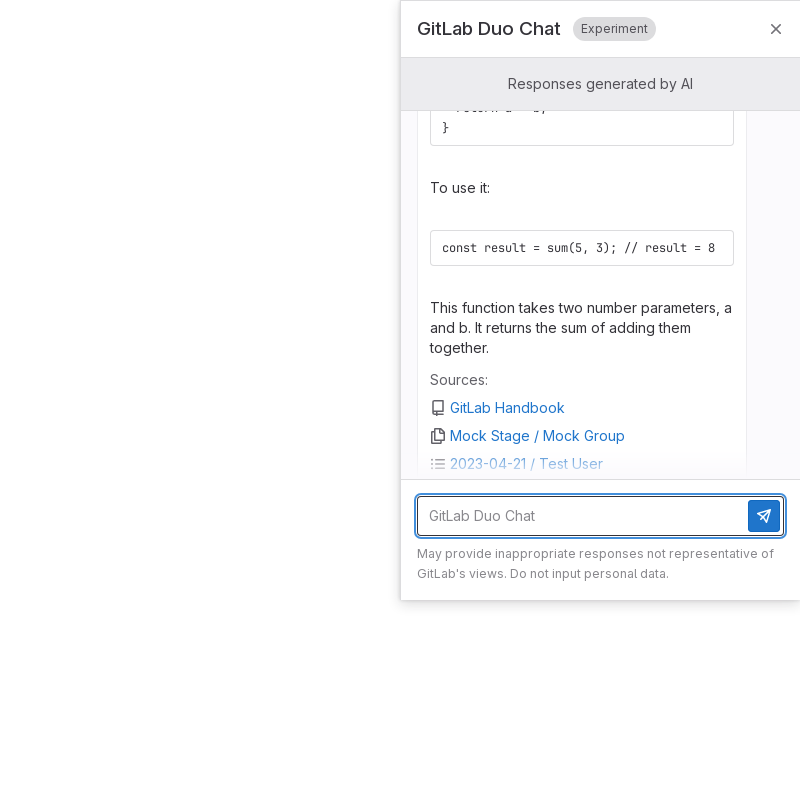 GitLab Duo Chat Experiment
Responses generated by AI
}
To use it:
const result = sum(5, 3); // result = 8
This function takes two number parameters, a
and b. It returns the sum of adding them
together.
Sources:
GitLab Handbook
Mock Stage / Mock Group
2023-04-21 / Test User
GitLab Duo Chat
May provide inappropriate responses not representative of
GitLab's views. Do not input personal data.